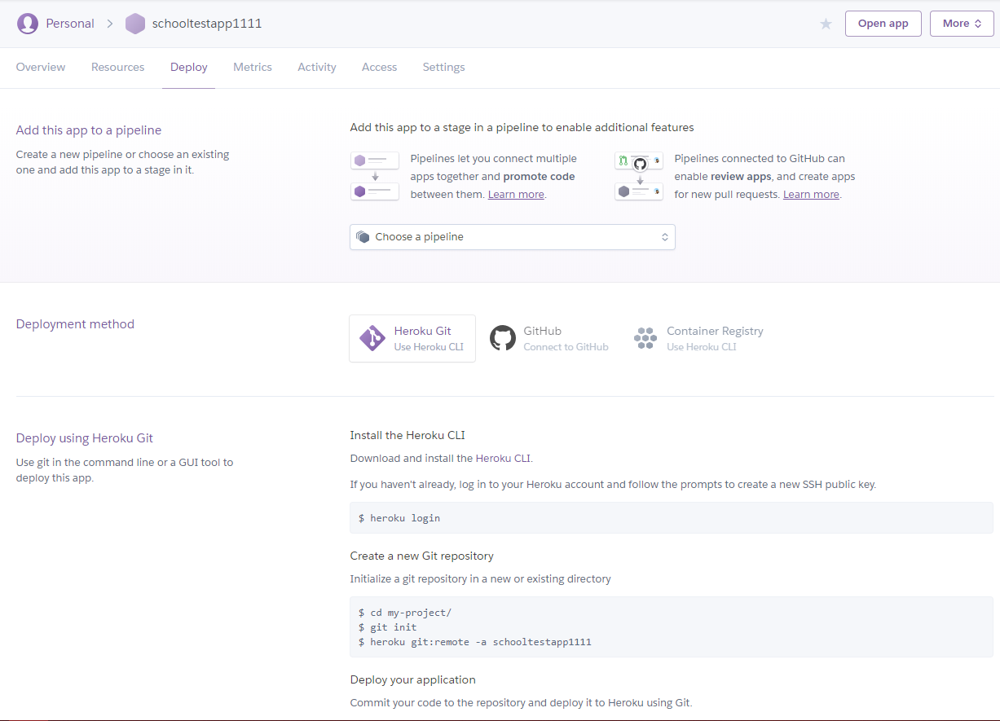 Personal > schooltestapp1111
Open app
More
Overview Resources Deploy Metrics Activity Access Settings
Add this app to a pipeline
Create a new pipeline or choose an existing
one and add this app to a stage in it.
Add this app to a stage in a pipeline to enable additional features
Pipelines let you connect multiple
apps together and promote code
between them. Learn more.
Pipelines connected to GitHub can
enable review apps, and create apps
for new pull requests. Learn more.
Choose a pipeline
Deployment method
Heroku Git
Use Heroku CLI
GitHub
Connect to GitHub
Container Registry
Use Heroku CLI
Deploy using Heroku Git
Use git in the command line or a GUI tool to
deploy this app.
Install the Heroku CLI
Download and install the Heroku CLI.
If you haven't already, log in to your Heroku account and follow the prompts to create a new SSH public key.
$ heroku login
Create a new Git repository
Initialize a git repository in a new or existing directory
$ cd my-project/
$ git init
$ heroku git:remote -a schooltestapp1111
Deploy your application
Commit your code to the repository and deploy it to Heroku using Git.